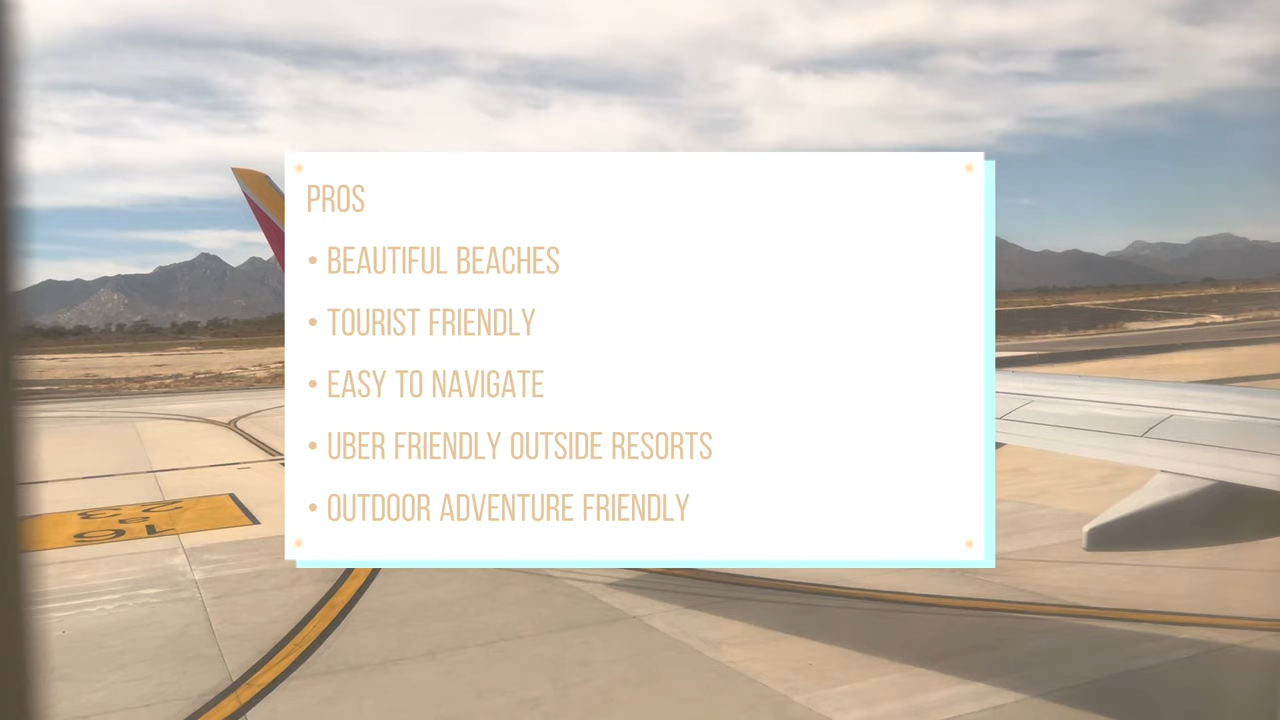 PROS
• BEAUTIFUL BEACHES
• TOURIST FRIENDLY
• EASY TO NAVIGATE
• UBER FRIENDLY OUTSIDE RESORTS
• OUTDOOR ADVENTURE FRIENDLY